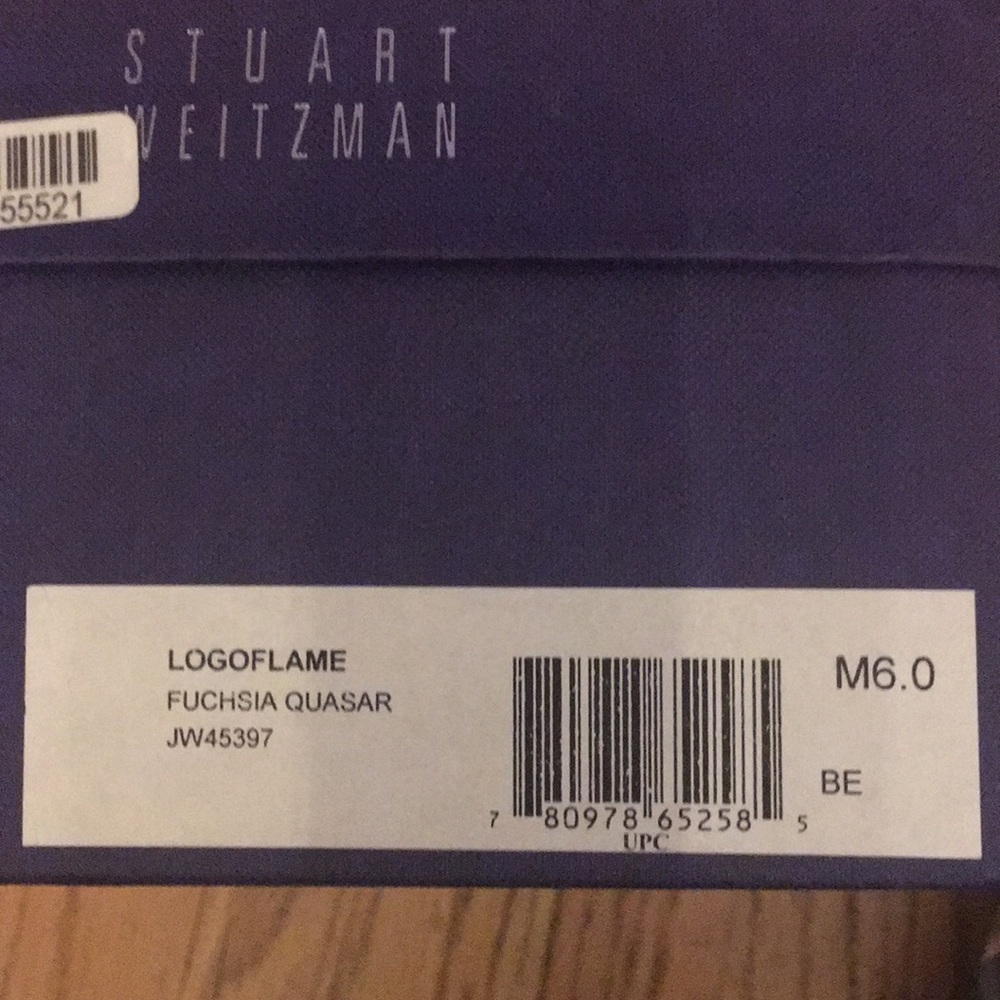 STUART
WEITZMAN
55521
LOGOFLAME
FUCHSIA QUASAR
JW45397
M6.0
BE
7 80978 65258 5
UPC